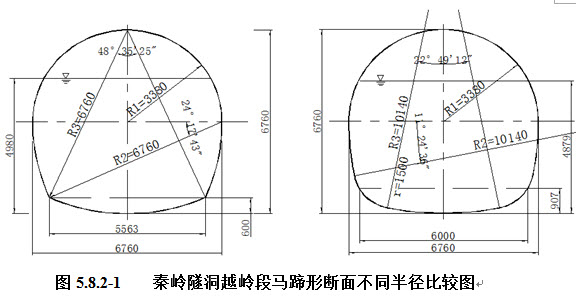 48° 35′25″
R1=3380
R3=6760
24° 12′43″
R2=6760
4980
6760
5563
6760
600
22° 49′12″
R1=3380
R3=10140
11° 24′36″
R2=10140
r=1500
6760
4879
907
6000
6760
图 5.8.2-1 秦岭隧洞越岭段马蹄形断面不同半径比较图